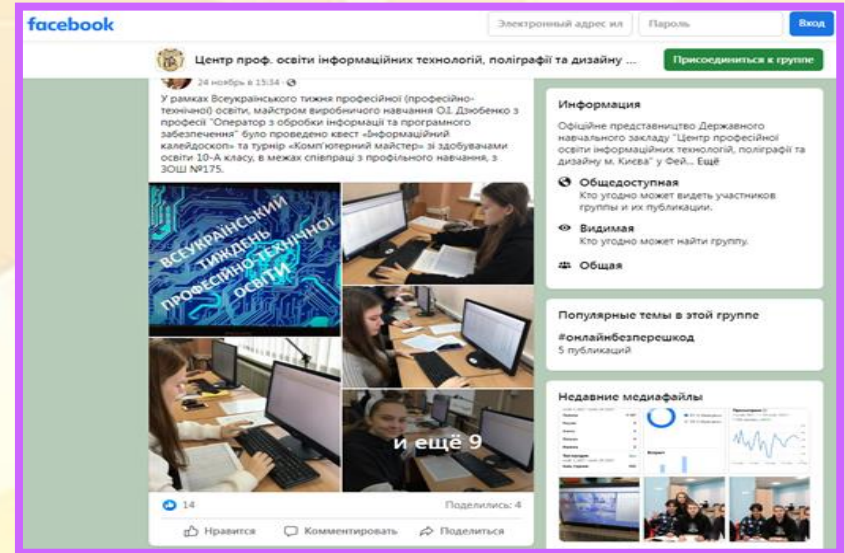 facebook
Электронный адрес ил
Пароль
Вход
Центр проф. освіти інформаційних технологій, поліграфії та дизайну ...
Присоединиться к группе
24 ноябрь в 15:34
У рамках Всеукраїнського тижня професійної (професійно-
технічної) освіти, майстром виробничого навчання О.І. Дзюбенко з
професії "Оператор з обробки інформації та програмного
забезпечення" було проведено квест «Інформаційний
калейдоскоп» та турнір «Комп'ютерний майстер» зі здобувачами
освіти 10-А класу, в межах співпраці з профільного навчання, з
ЗОШ №175.
ВСЕУКРАЇНСЬКИЙ
ТИЖДЕНЬ
ПРОФЕСІЙНО-ТЕХНІЧНОЇ
ОСВІТИ
и ещё 9
14
Поделились: 4
Нравится
Комментировать
Поделиться
Информация
Офіційне представництво Державного
навчального закладу "Центр професійної
освіти інформаційних технологій, поліграфії та
дизайну м. Києва" у Фей... Ещё
Общедоступная
Кто угодно может видеть участников
группы и их публикации.
Видимая
Кто угодно может найти группу.
Общая
Популярные темы в этой группе
#онлайнбезперешкод
5 публикаций
Недавние медиафайлы